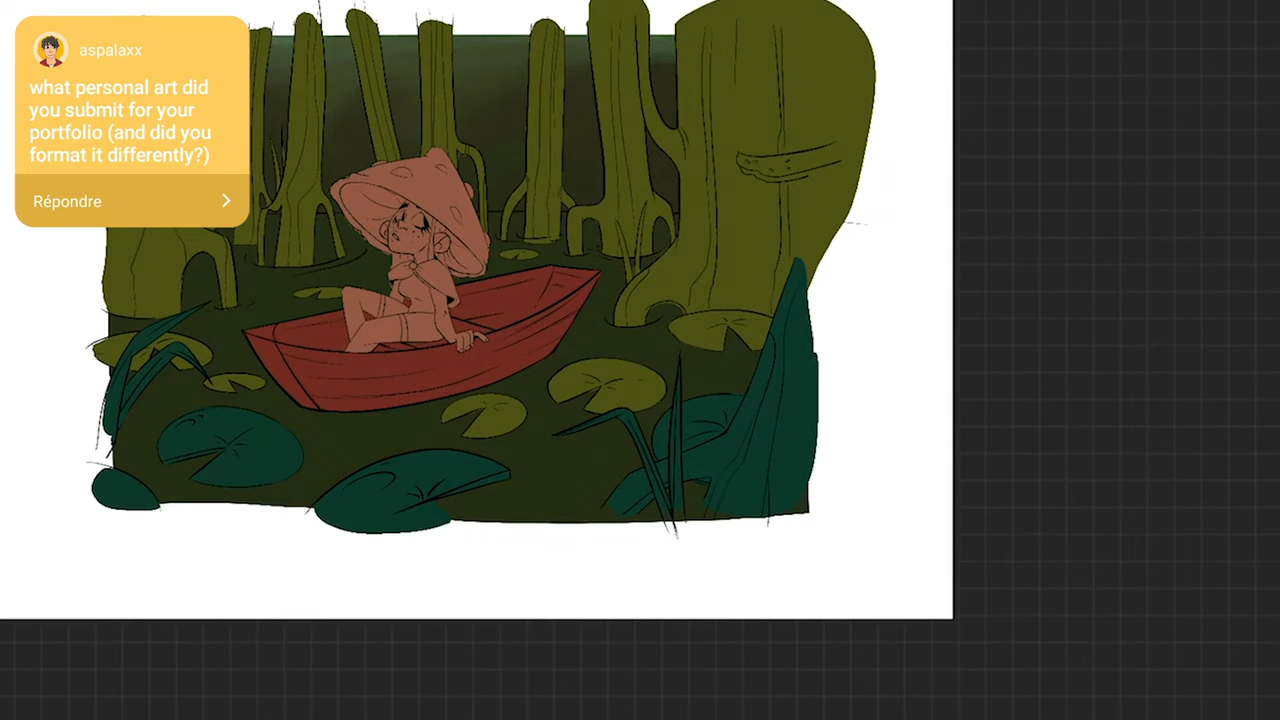 aspalaxx
what personal art did
you submit for your
portfolio (and did you
format it differently?)
Répondre